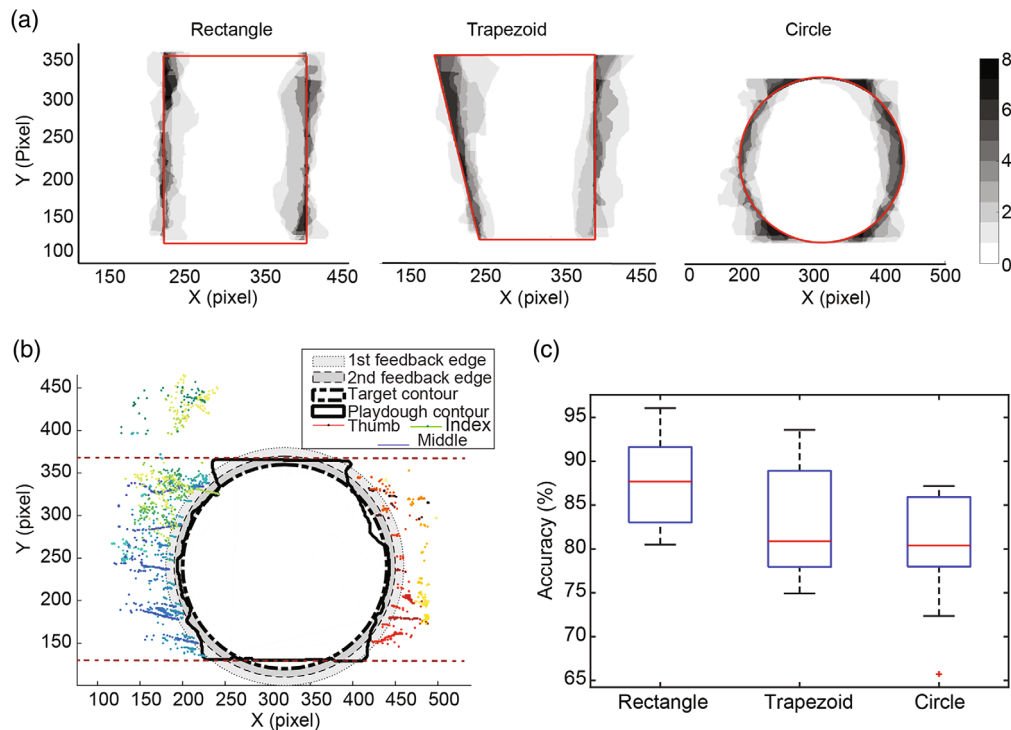 (a)
Rectangle
Trapezoid
Circle
350
300
250
200
150
100
Y (Pixel)
150 250 350 450
X (pixel)
150 250 350 450
X (pixel)
0 200 300 400 500
X (pixel)
8
6
4
2
0
(b)
1st feedback edge
2nd feedback edge
Target contour
Playdough contour
Thumb Index
Middle
450
400
350
300
250
200
150
Y (pixel)
100 150 200 250 300 350 400 450 500
X (pixel)
(c)
95
90
85
80
75
70
65
Accuracy (%)
Rectangle Trapezoid Circle